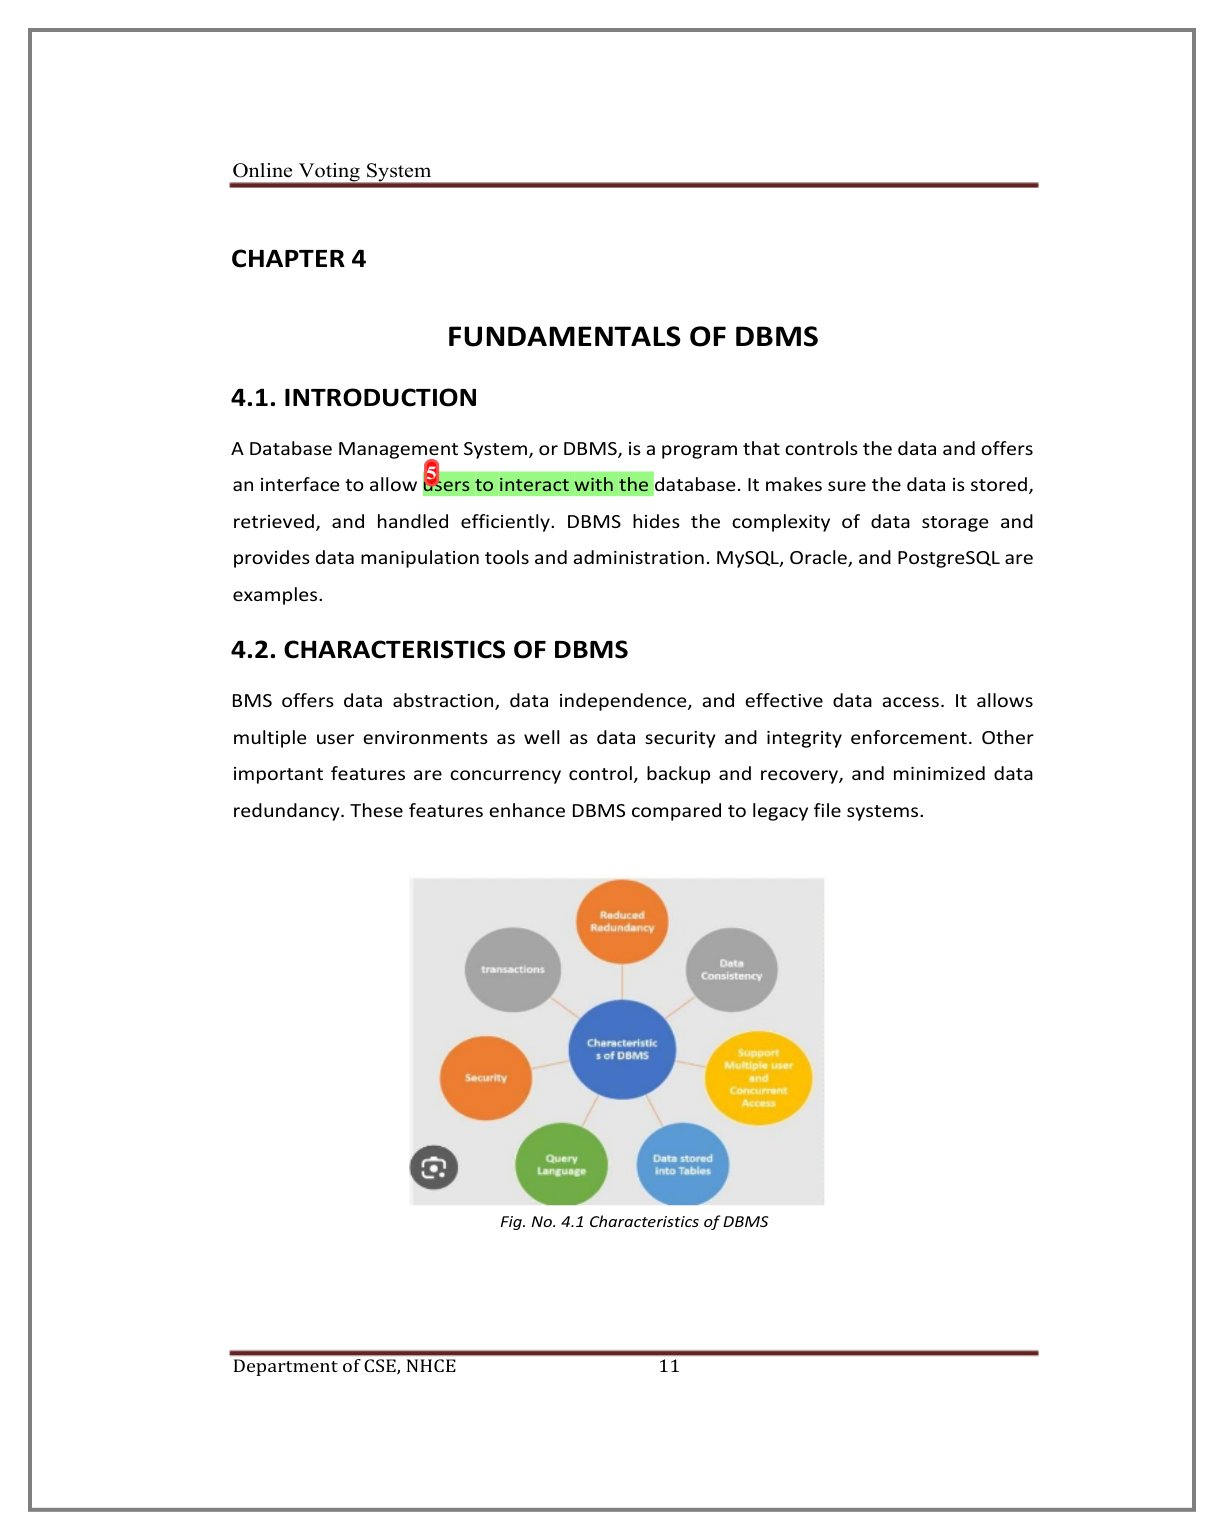 Online Voting System
CHAPTER 4
FUNDAMENTALS OF DBMS
4.1. INTRODUCTION
A Database Management System, or DBMS, is a program that controls the data and offers
5
an interface to allow users to interact with the database. It makes sure the data is stored,
retrieved, and handled efficiently. DBMS hides the complexity of data storage and
provides data manipulation tools and administration. MySQL, Oracle, and PostgreSQL are
examples.
4.2. CHARACTERISTICS OF DBMS
BMS offers data abstraction, data independence, and effective data access. It allows
multiple user environments as well as data security and integrity enforcement. Other
important features are concurrency control, backup and recovery, and minimized data
redundancy. These features enhance DBMS compared to legacy file systems.
Reduced
Redundancy
transactions
Data
Consistency
Characteristic
s of DBMS
Support
Multiple user
and
Concurrent
Access
Security
Query
Language
Data stored
into Tables
Fig. No. 4.1 Characteristics of DBMS
Department of CSE, NHCE 11